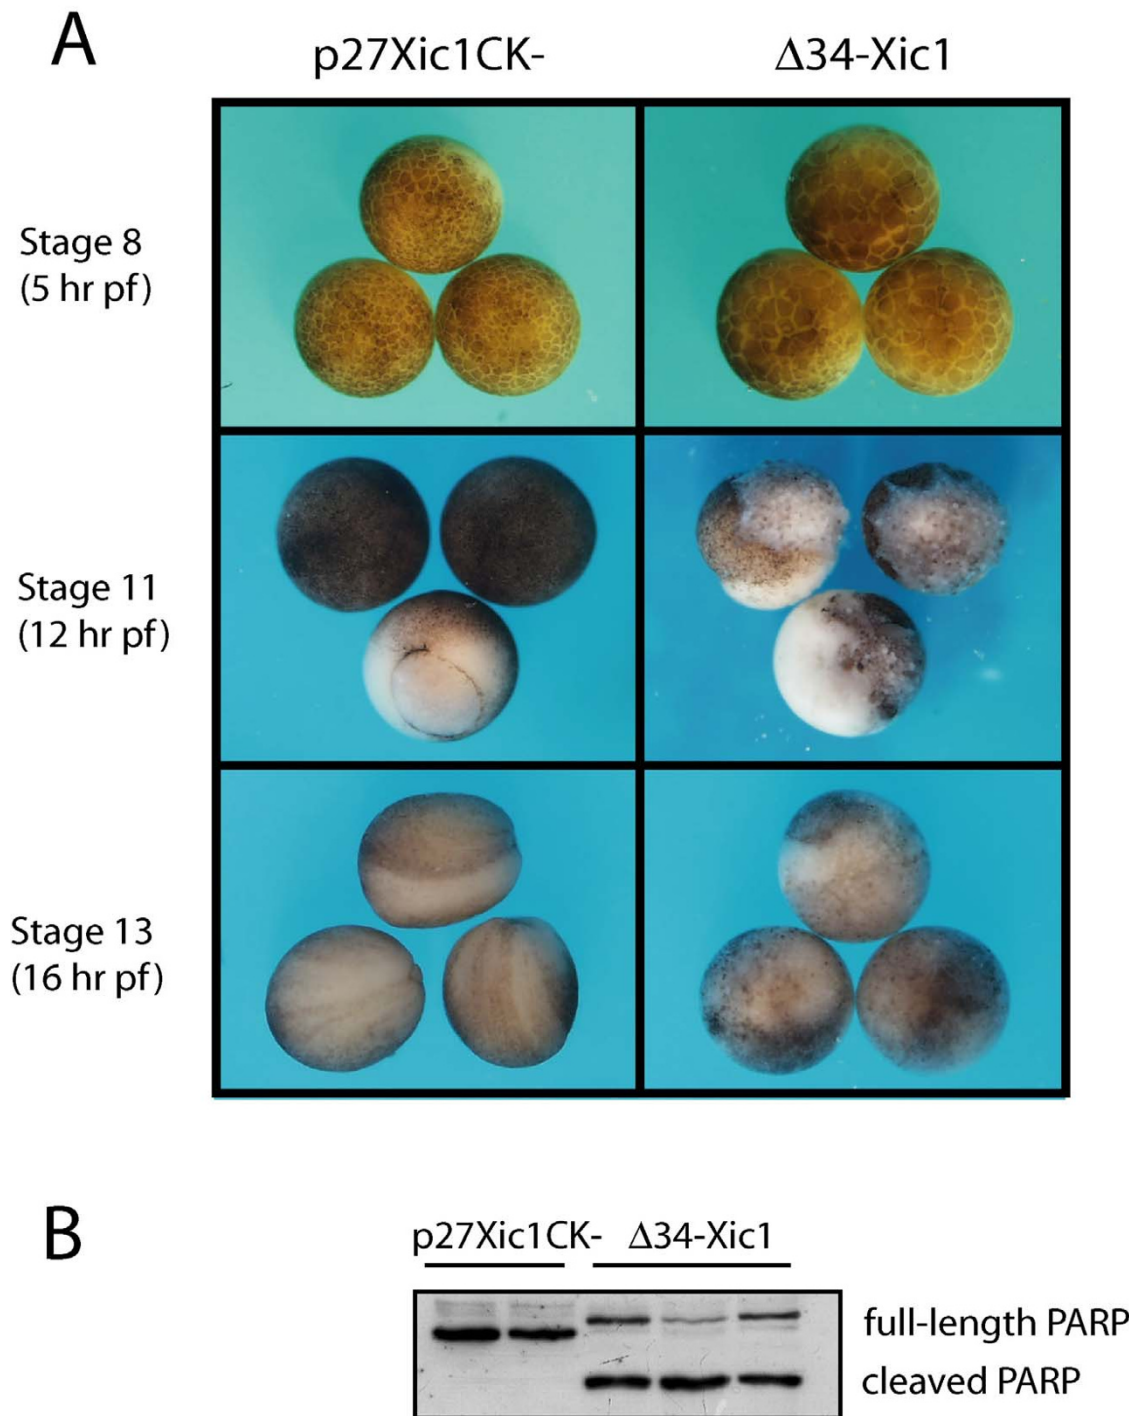 A
p27Xic1CK- Δ34-Xic1
Stage 8
(5 hr pf)
Stage 11
(12 hr pf)
Stage 13
(16 hr pf)
B
p27Xic1CK- Δ34-Xic1
full-length PARP
cleaved PARP